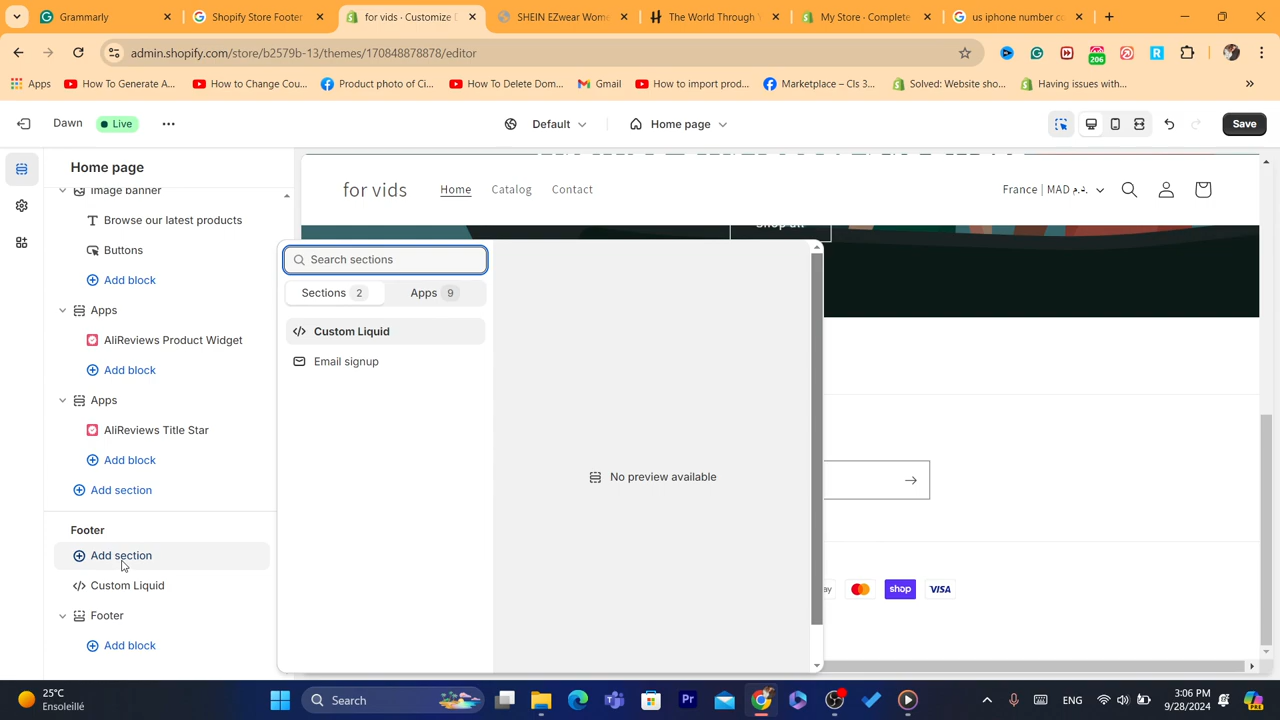 Grammarly
Shopify Store Footer
for vids · Customize D
SHEIN EZwear Wome
The World Through Y
My Store · Complete
us iphone number co
admin.shopify.com/store/b2579b-13/themes/170848878878/editor
206
Apps
How To Generate A...
How to Change Cou...
Product photo of Ci...
How To Delete Dom...
Gmail
How to import prod...
Marketplace – Cls 3...
Solved: Website sho...
Having issues with...
Dawn
Live
Default
Home page
Save
Home page
Image banner
Browse our latest products
Buttons
Add block
Apps
AliReviews Product Widget
Add block
Apps
AliReviews Title Star
Add block
Add section
Footer
Add section
Custom Liquid
Footer
Add block
Search sections
Sections 2
Apps 9
Custom Liquid
Email signup
No preview available
for vids
Home
Catalog
Contact
France | MAD د.م.
Shop all
ay
shop
VISA
25°C
Ensoleillé
Search
Pr
ENG
3:06 PM
9/28/2024